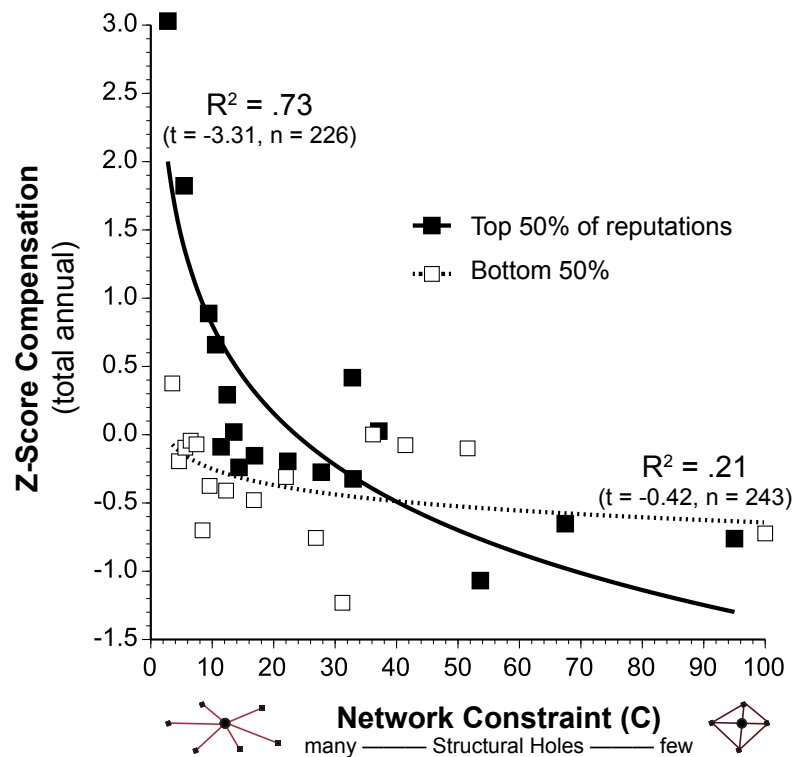 3.0
2.5
2.0
1.5
1.0
0.5
0.0
-0.5
-1.0
-1.5
Z-Score Compensation
(total annual)
R² = .73
(t = -3.31, n = 226)
Top 50% of reputations
Bottom 50%
R² = .21
(t = -0.42, n = 243)
0 10 20 30 40 50 60 70 80 90 100
Network Constraint (C)
many ——— Structural Holes ——— few